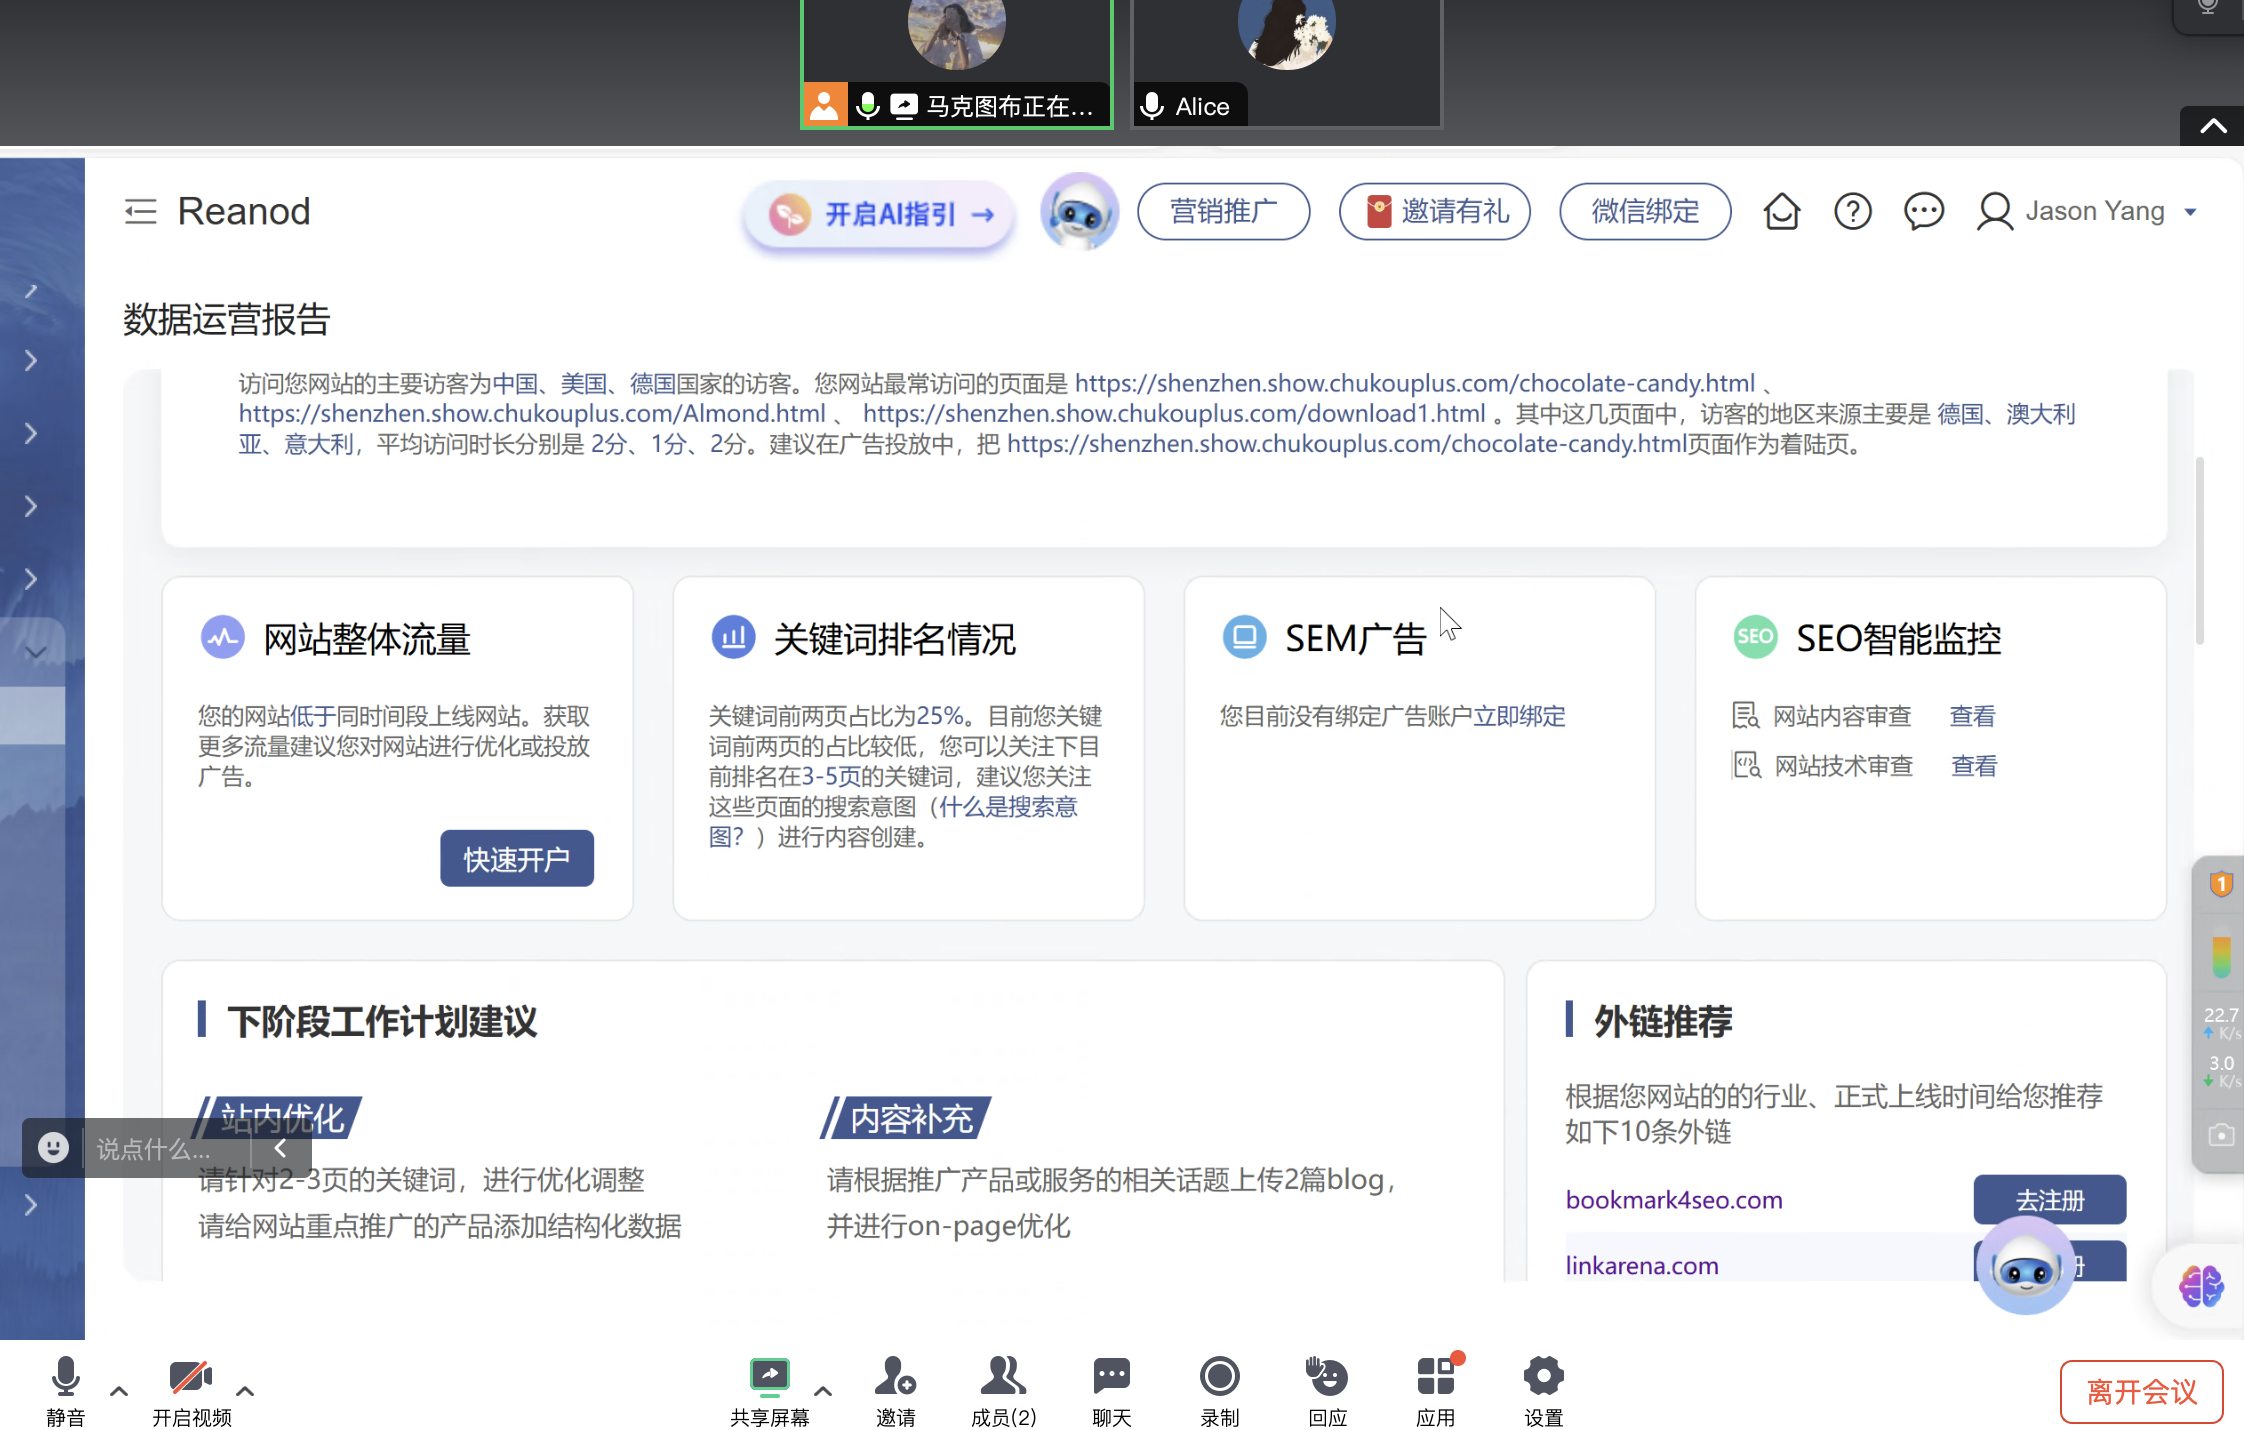 马克图布正在...
Alice
Reanod
开启AI指引 →
营销推广
邀请有礼
微信绑定
Jason Yang
数据运营报告
访问您网站的主要访客为中国、美国、德国国家的访客。您网站最常访问的页面是 https://shenzhen.show.chukouplus.com/chocolate-candy.html 、
https://shenzhen.show.chukouplus.com/Almond.html 、 https://shenzhen.show.chukouplus.com/download1.html 。其中这几页面中，访客的地区来源主要是 德国、澳大利
亚、意大利，平均访问时长分别是 2分、1分、2分。建议在广告投放中，把 https://shenzhen.show.chukouplus.com/chocolate-candy.html页面作为着陆页。
网站整体流量
您的网站低于同时间段上线网站。获取
更多流量建议您对网站进行优化或投放
广告。
快速开户
关键词排名情况
关键词前两页占比为25%。目前您关键
词前两页的占比较低，您可以关注下目
前排名在3-5页的关键词，建议您关注
这些页面的搜索意图（什么是搜索意
图？）进行内容创建。
SEM广告
您目前没有绑定广告账户立即绑定
SEO
SEO智能监控
网站内容审查 查看
网站技术审查 查看
下阶段工作计划建议
站内优化
请针对2-3页的关键词，进行优化调整
请给网站重点推广的产品添加结构化数据
内容补充
请根据推广产品或服务的相关话题上传2篇blog，
并进行on-page优化
外链推荐
根据您网站的的行业、正式上线时间给您推荐
如下10条外链
bookmark4seo.com
去注册
linkarena.com
册
说点什么...
1
22.7
K/s
3.0
K/s
静音
开启视频
共享屏幕
邀请
成员(2)
聊天
录制
回应
应用
设置
离开会议